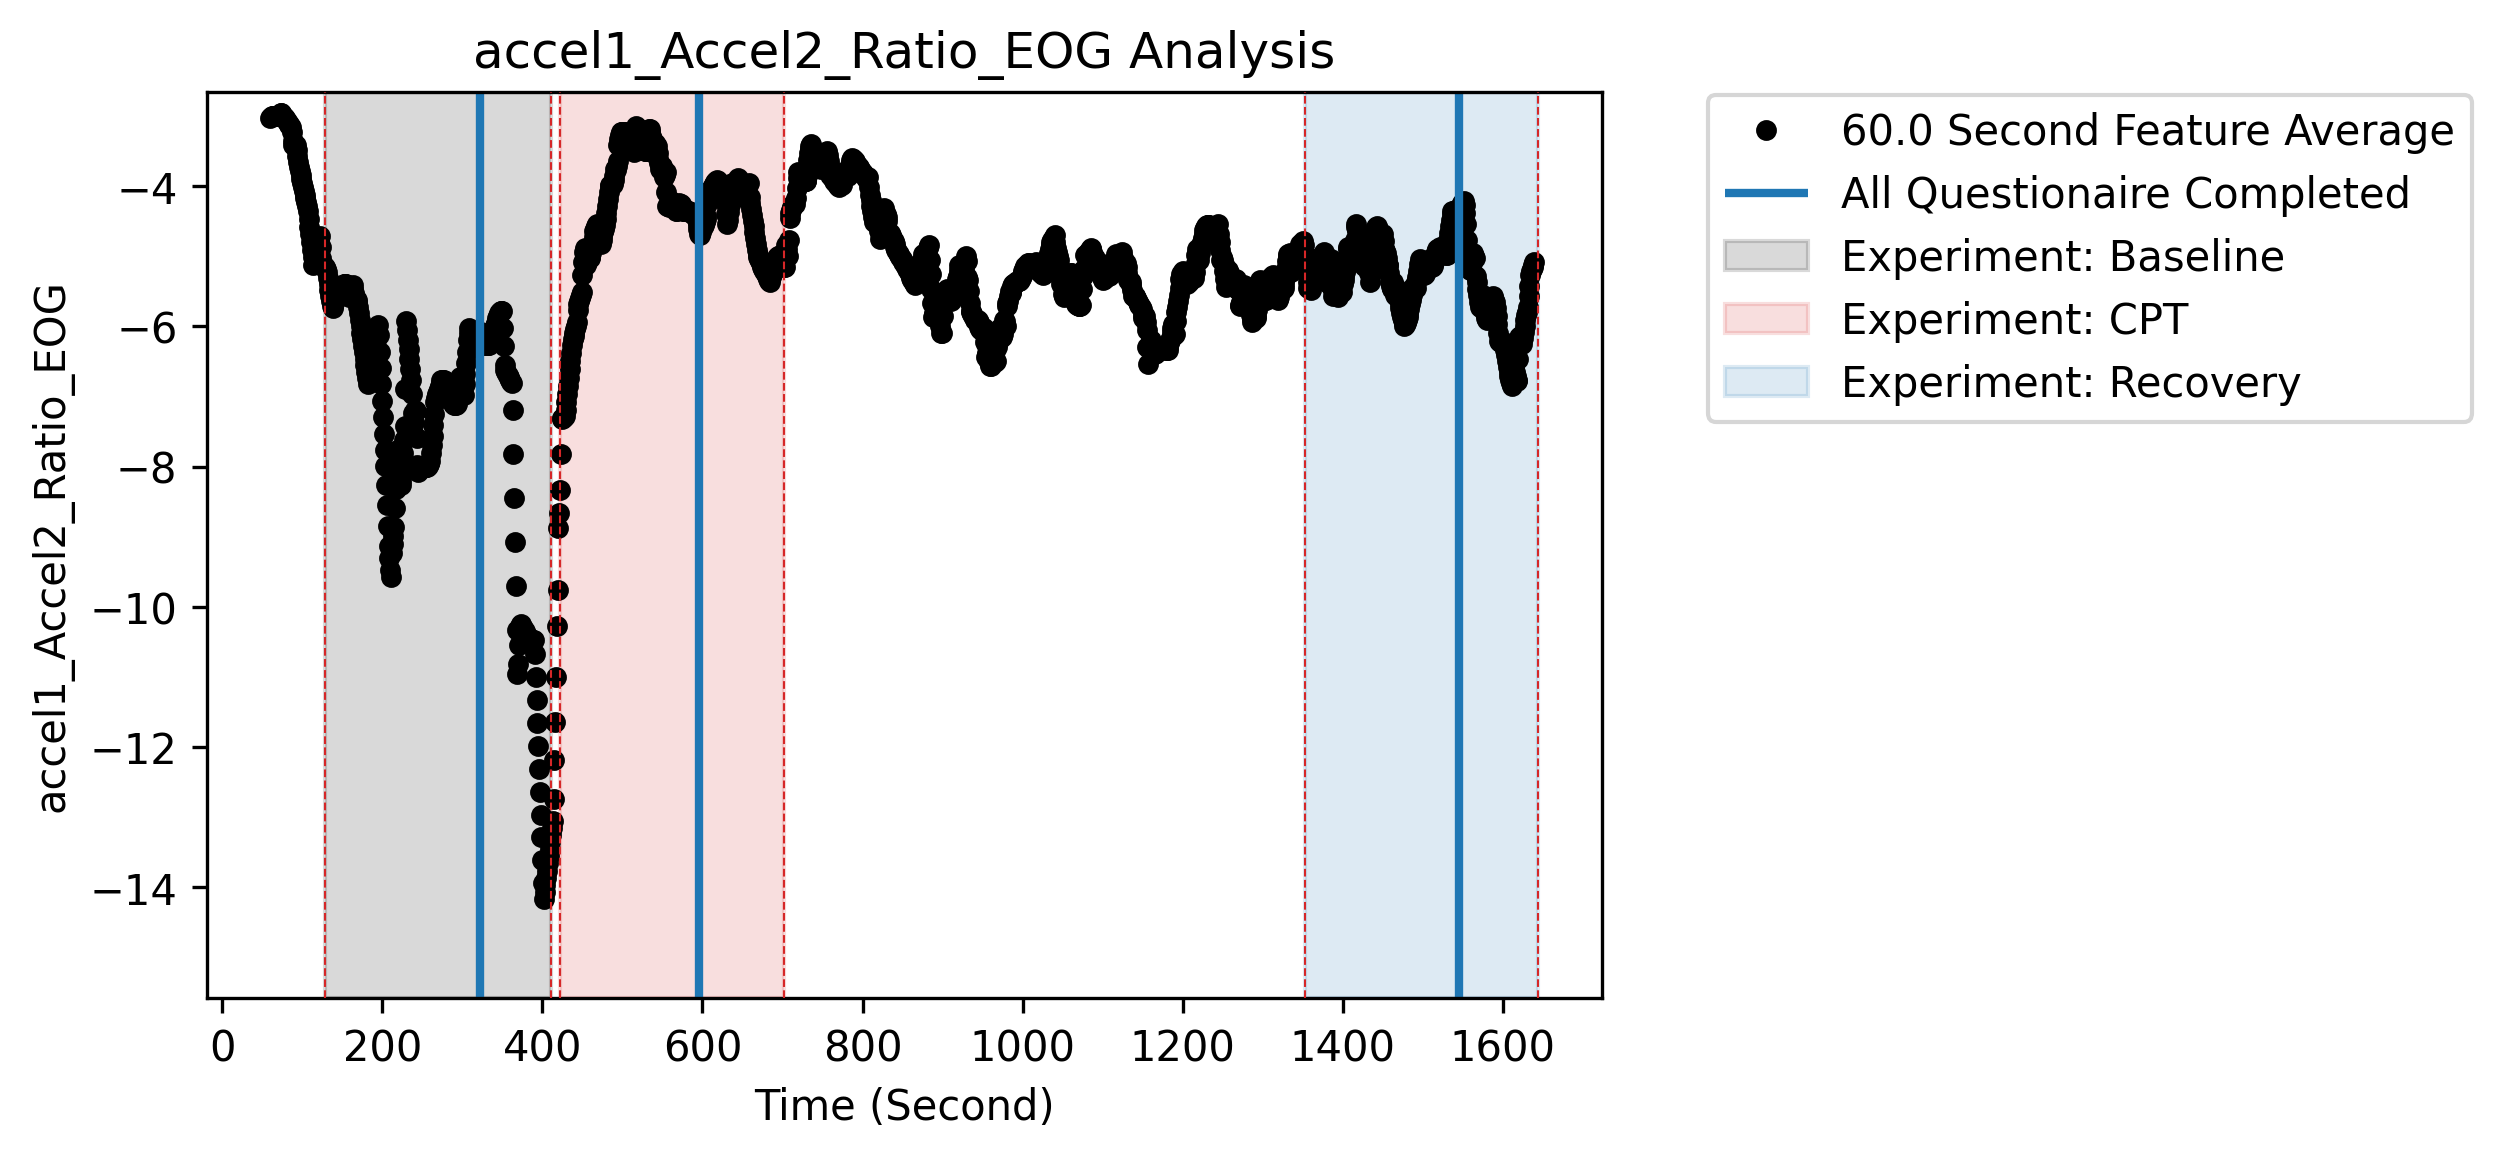 accel1_Accel2_Ratio_EOG Analysis
accel1_Accel2_Ratio_EOG
−4
−6
−8
−10
−12
−14
0 200 400 600 800 1000 1200 1400 1600
Time (Second)
60.0 Second Feature Average
All Questionaire Completed
Experiment: Baseline
Experiment: CPT
Experiment: Recovery